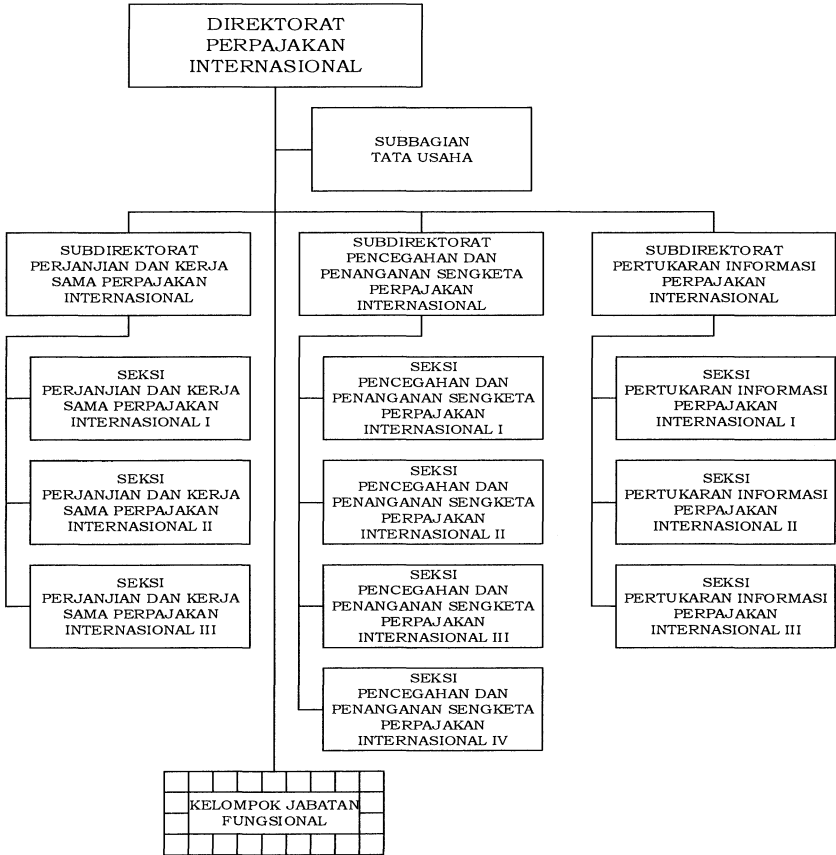 DIREKTORAT
PERPAJAKAN
INTERNASIONAL
SUBBAGIAN
TATA USAHA
SUBDIREKTORAT
PERJANJIAN DAN KERJA
SAMA PERPAJAKAN
INTERNASIONAL
SUBDIREKTORAT
PENCEGAHAN DAN
PENANGANAN SENGKETA
PERPAJAKAN
INTERNASIONAL
SUBDIREKTORAT
PERTUKARAN INFORMASI
PERPAJAKAN
INTERNASIONAL
SEKSI
PERJANJIAN DAN KERJA
SAMA PERPAJAKAN
INTERNASIONAL I
SEKSI
PENCEGAHAN DAN
PENANGANAN SENGKETA
PERPAJAKAN
INTERNASIONAL I
SEKSI
PERTUKARAN INFORMASI
PERPAJAKAN
INTERNASIONAL I
SEKSI
PERJANJIAN DAN KERJA
SAMA PERPAJAKAN
INTERNASIONAL II
SEKSI
PENCEGAHAN DAN
PENANGANAN SENGKETA
PERPAJAKAN
INTERNASIONAL II
SEKSI
PERTUKARAN INFORMASI
PERPAJAKAN
INTERNASIONAL II
SEKSI
PERJANJIAN DAN KERJA
SAMA PERPAJAKAN
INTERNASIONAL III
SEKSI
PENCEGAHAN DAN
PENANGANAN SENGKETA
PERPAJAKAN
INTERNASIONAL III
SEKSI
PERTUKARAN INFORMASI
PERPAJAKAN
INTERNASIONAL III
SEKSI
PENCEGAHAN DAN
PENANGANAN SENGKETA
PERPAJAKAN
INTERNASIONAL IV
KELOMPOK JABATAN
FUNGSIONAL